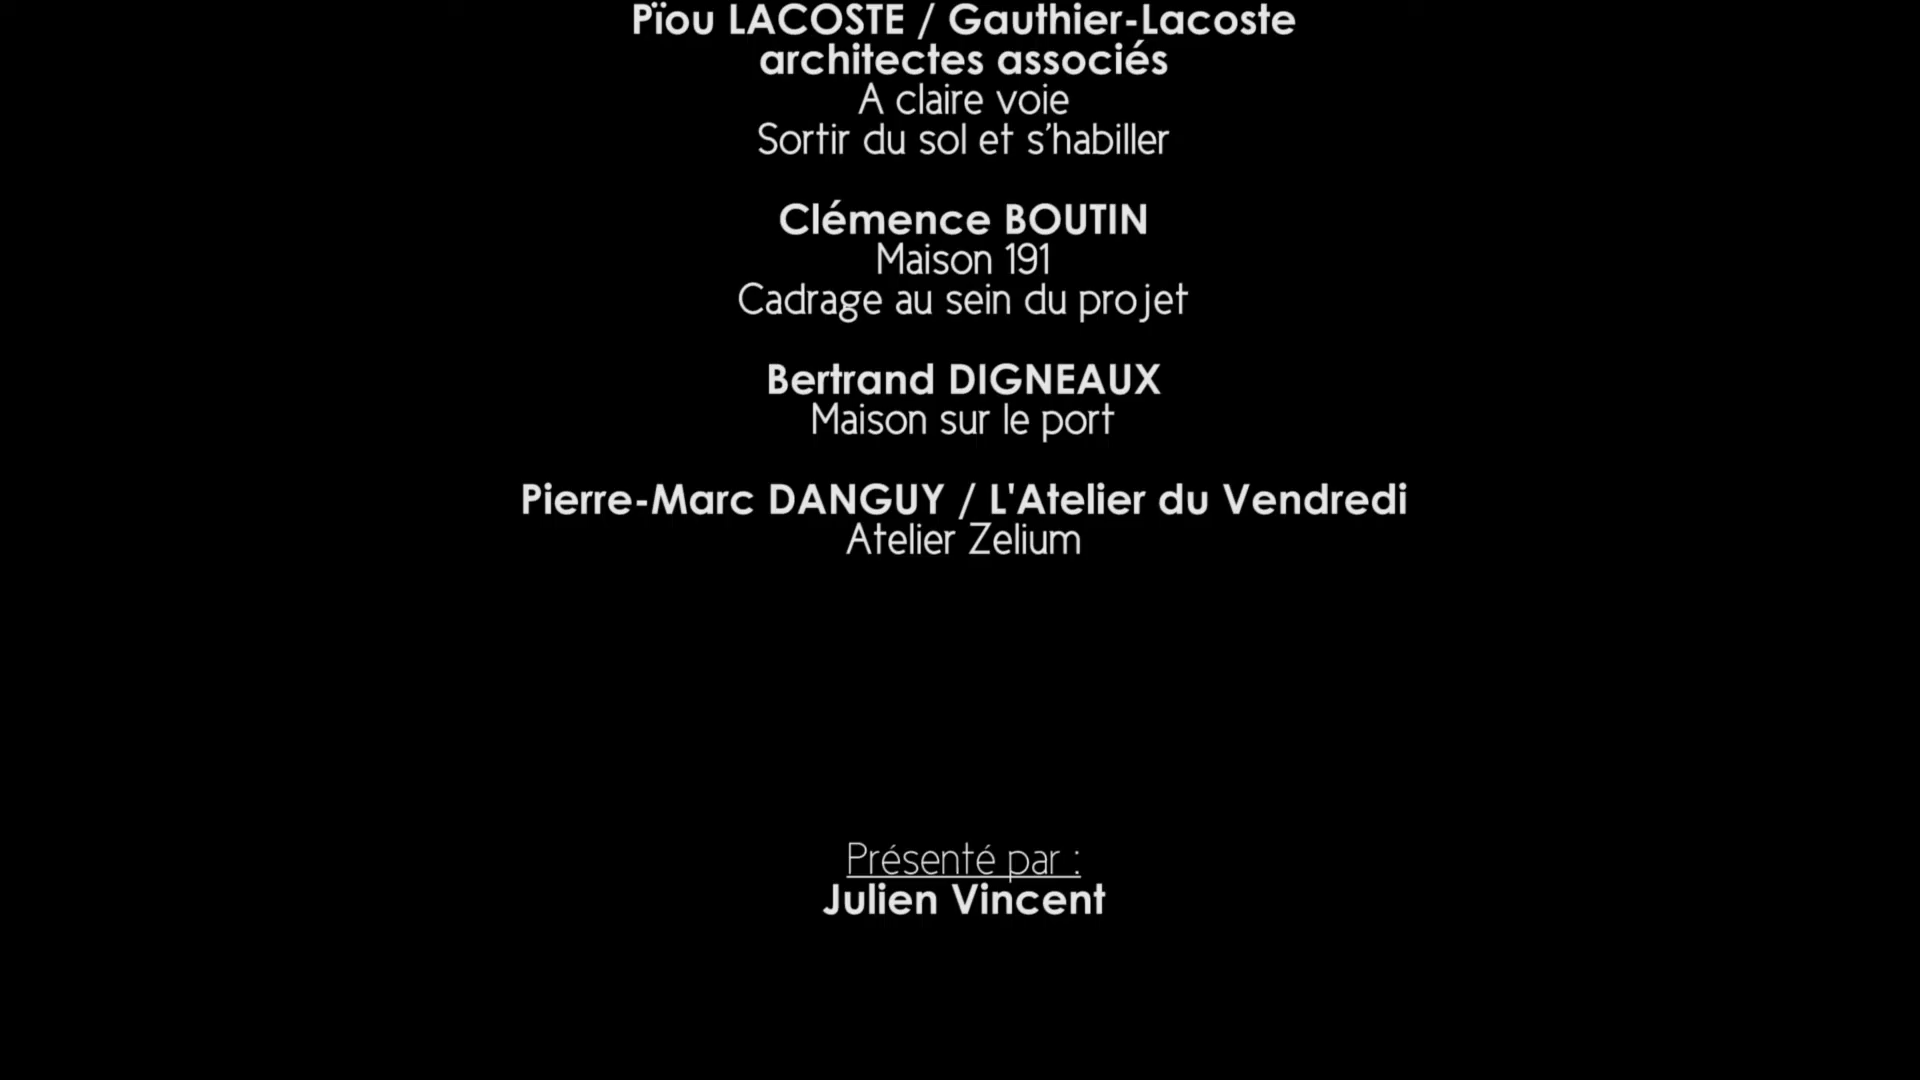 Pïou LACOSTE / Gauthier-Lacoste
architectes associés
A claire voie
Sortir du sol et s'habiller
Clémence BOUTIN
Maison 191
Cadrage au sein du projet
Bertrand DIGNEAUX
Maison sur le port
Pierre-Marc DANGUY / L'Atelier du Vendredi
Atelier Zelium
Présenté par :
Julien Vincent